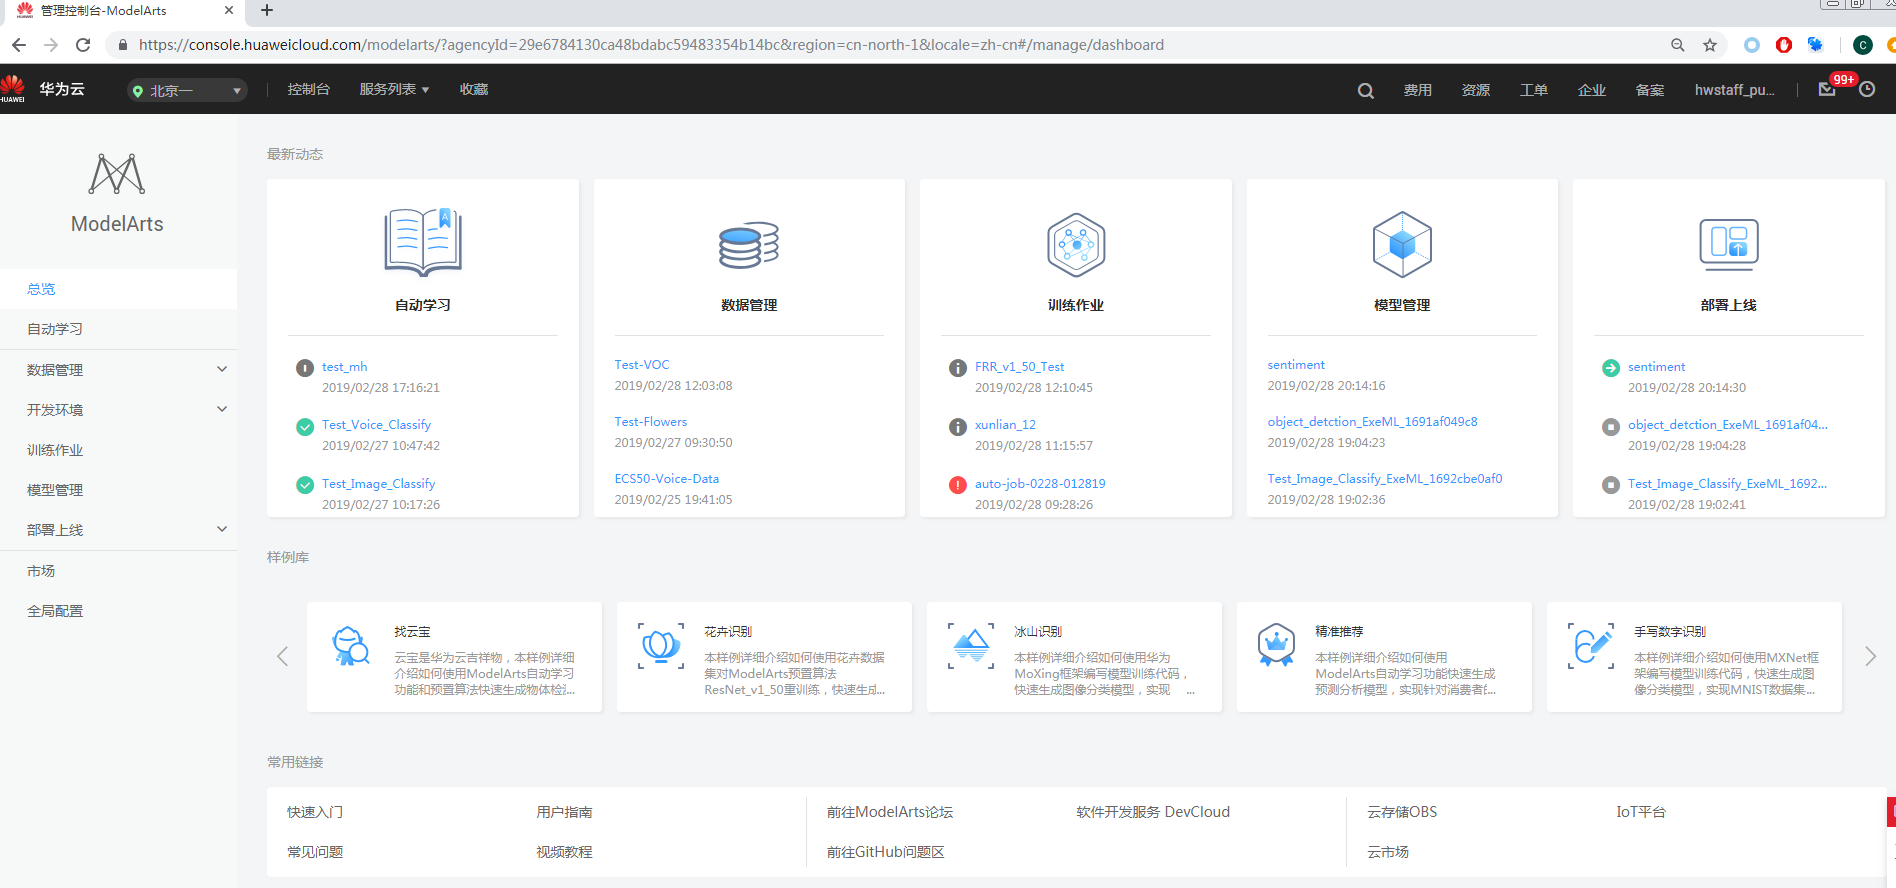 管理控制台-ModelArts
https://console.huaweicloud.com/modelarts/?agencyId=29e6784130ca48bdabc59483354b14bc&region=cn-north-1&locale=zh-cn#/manage/dashboard
HUAWEI 华为云 北京一 控制台 服务列表 收藏 费用 资源 工单 企业 备案 hwstaff_pu... 99+
ModelArts
总览
自动学习
数据管理
开发环境
训练作业
模型管理
部署上线
市场
全局配置
最新动态
自动学习
test_mh
2019/02/28 17:16:21
Test_Voice_Classify
2019/02/27 10:47:42
Test_Image_Classify
2019/02/27 10:17:26
数据管理
Test-VOC
2019/02/28 12:03:08
Test-Flowers
2019/02/27 09:30:50
ECS50-Voice-Data
2019/02/25 19:41:05
训练作业
FRR_v1_50_Test
2019/02/28 12:10:45
xunlian_12
2019/02/28 11:15:57
auto-job-0228-012819
2019/02/28 09:28:26
模型管理
sentiment
2019/02/28 20:14:16
object_detction_ExeML_1691af049c8
2019/02/28 19:04:23
Test_Image_Classify_ExeML_1692cbe0af0
2019/02/28 19:02:36
部署上线
sentiment
2019/02/28 20:14:30
object_detction_ExeML_1691af04...
2019/02/28 19:04:28
Test_Image_Classify_ExeML_1692...
2019/02/28 19:02:41
样例库
找云宝
云宝是华为云吉祥物，本样例详细
介绍如何使用ModelArts自动学习
功能和预置算法快速生成物体检测...
花卉识别
本样例详细介绍如何使用花卉数据
集对ModelArts预置算法
ResNet_v1_50重训练，快速生成...
冰山识别
本样例详细介绍如何使用华为
MoXing框架编写模型训练代码，
快速生成图像分类模型，实现 ...
精准推荐
本样例详细介绍如何使用
ModelArts自动学习功能快速生成
预测分析模型，实现针对消费者的...
手写数字识别
本样例详细介绍如何使用MXNet框
架编写模型训练代码，快速生成图
像分类模型，实现MNIST数据集...
常用链接
快速入门 用户指南 前往ModelArts论坛 软件开发服务 DevCloud 云存储OBS IoT平台
常见问题 视频教程 前往GitHub问题区 云市场